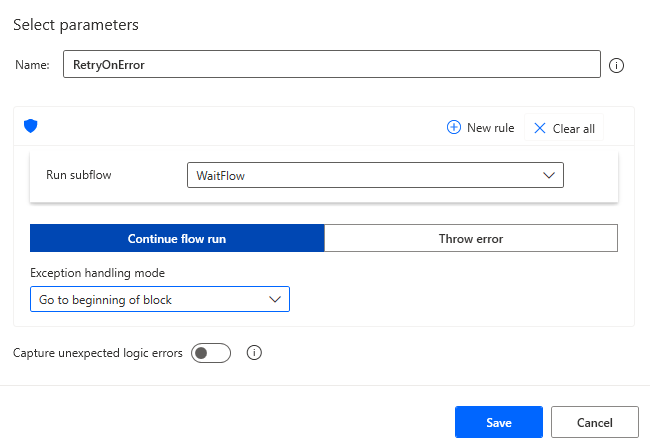 Select parameters
Name: RetryOnError
New rule Clear all
Run subflow WaitFlow
Continue flow run Throw error
Exception handling mode
Go to beginning of block
Capture unexpected logic errors
Save Cancel